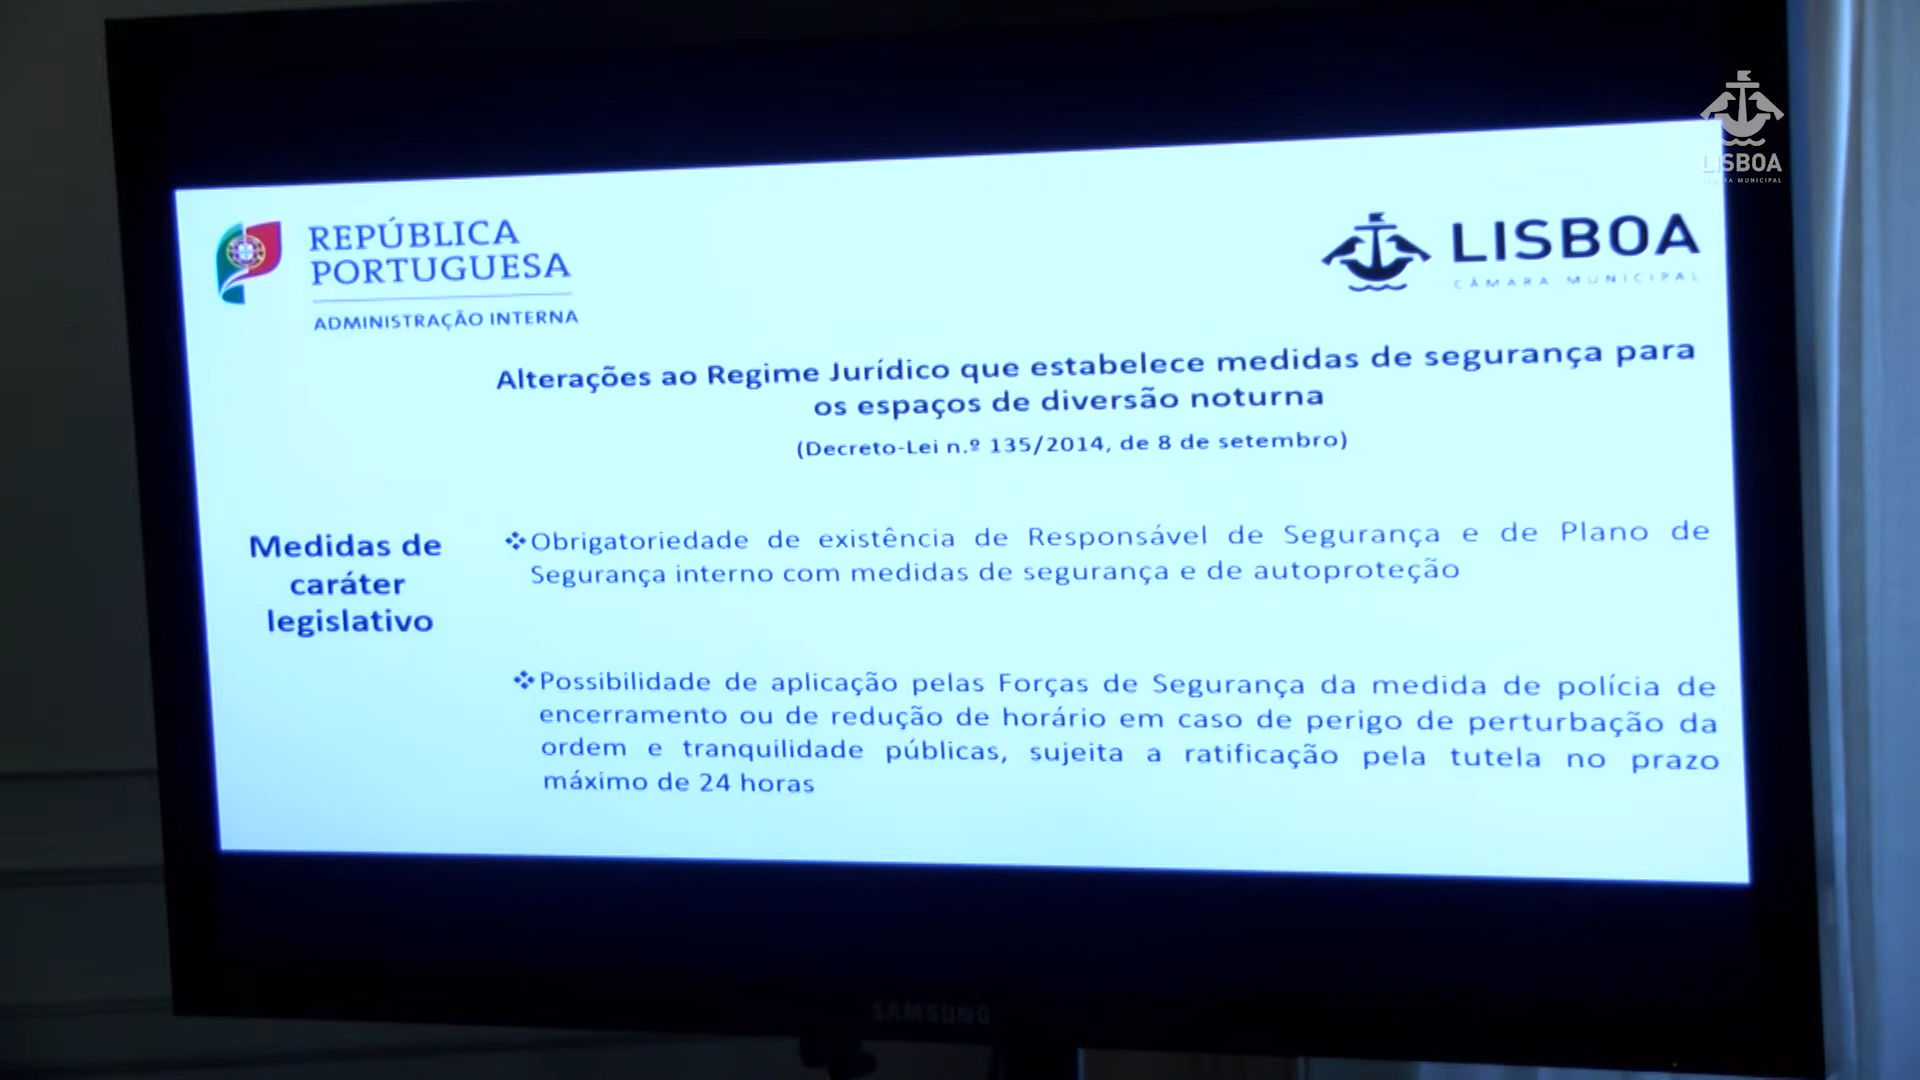 LISBOA
CÂMARA MUNICIPAL
REPÚBLICA
PORTUGUESA
ADMINISTRAÇÃO INTERNA
LISBOA
CÂMARA MUNICIPAL
Alterações ao Regime Jurídico que estabelece medidas de segurança para
os espaços de diversão noturna
(Decreto-Lei n.º 135/2014, de 8 de setembro)
Medidas de
caráter
legislativo
❖Obrigatoriedade de existência de Responsável de Segurança e de Plano de
Segurança interno com medidas de segurança e de autoproteção
❖Possibilidade de aplicação pelas Forças de Segurança da medida de polícia de
encerramento ou de redução de horário em caso de perigo de perturbação da
ordem e tranquilidade públicas, sujeita a ratificação pela tutela no prazo
máximo de 24 horas
SAMSUNG